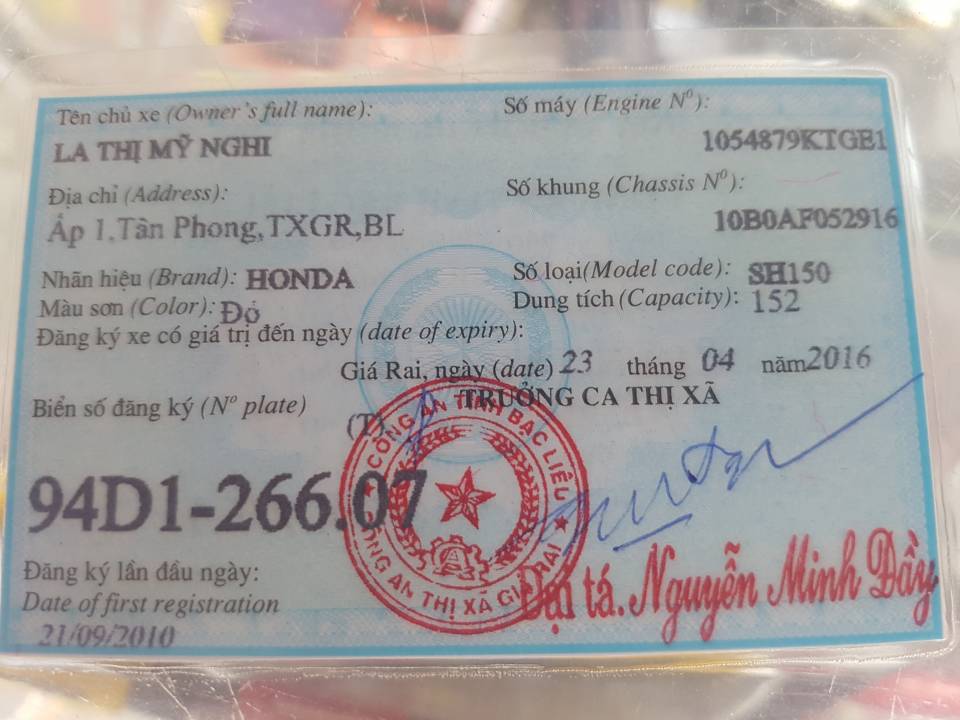 Tên chủ xe (Owner's full name):
LA THỊ MỸ NGHI
Địa chỉ (Address):
Ấp 1,Tân Phong,TXGR,BL
Nhãn hiệu (Brand): HONDA
Màu sơn (Color): Đỏ
Số máy (Engine Nº):
1054879KTGE1
Số khung (Chassis Nº):
10B0AF052916
Số loại(Model code): SH150
Dung tích (Capacity): 152
Đăng ký xe có giá trị đến ngày (date of expiry):
Giá Rai, ngày (date) 23 tháng 04 năm2016
TRƯỞNG CA THỊ XÃ
Biển số đăng ký (Nº plate)
(T)
94D1-266.07
CÔNG AN TỈNH BẠC LIÊU
CÔNG AN THỊ XÃ GIÁ RAI
Đăng ký lần đầu ngày:
Date of first registration
21/09/2010
Đại tá. Nguyễn Minh Đầy